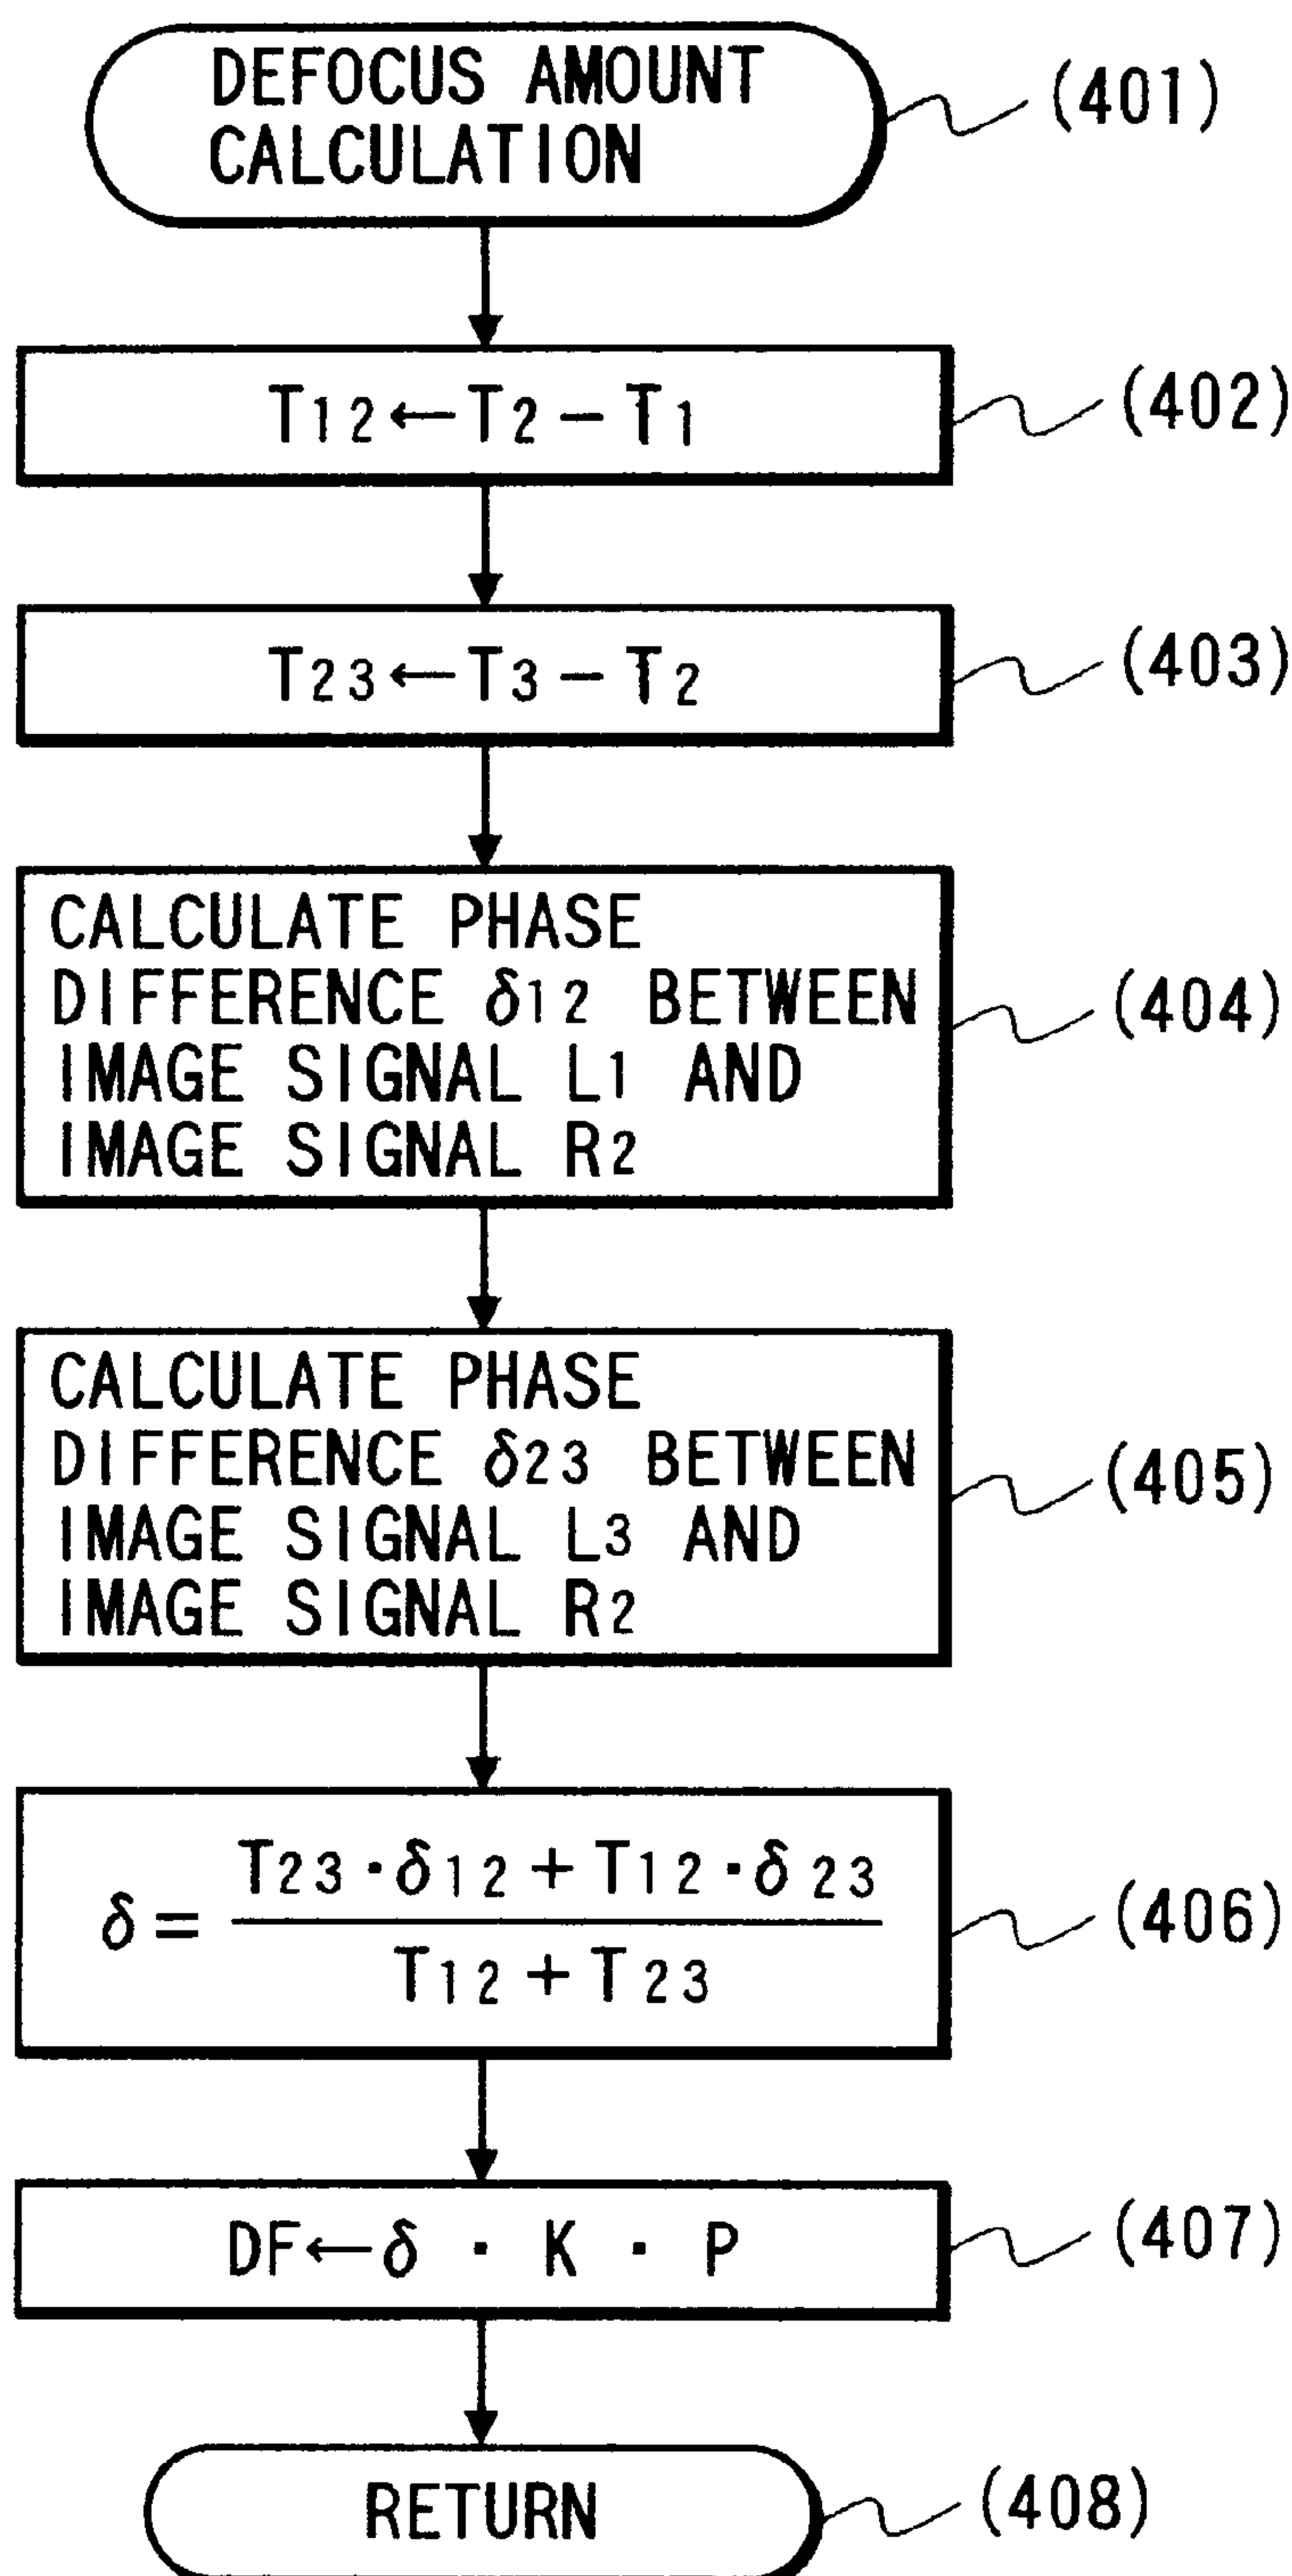 DEFOCUS AMOUNT
CALCULATION
(401)
T12←T2−T1
(402)
T23←T3−T2
(403)
CALCULATE PHASE
DIFFERENCE δ12 BETWEEN
IMAGE SIGNAL L1 AND
IMAGE SIGNAL R2
(404)
CALCULATE PHASE
DIFFERENCE δ23 BETWEEN
IMAGE SIGNAL L3 AND
IMAGE SIGNAL R2
(405)
T23・δ12+T12・δ23
δ=
T12+T23
(406)
DF←δ・K・P
(407)
RETURN
(408)